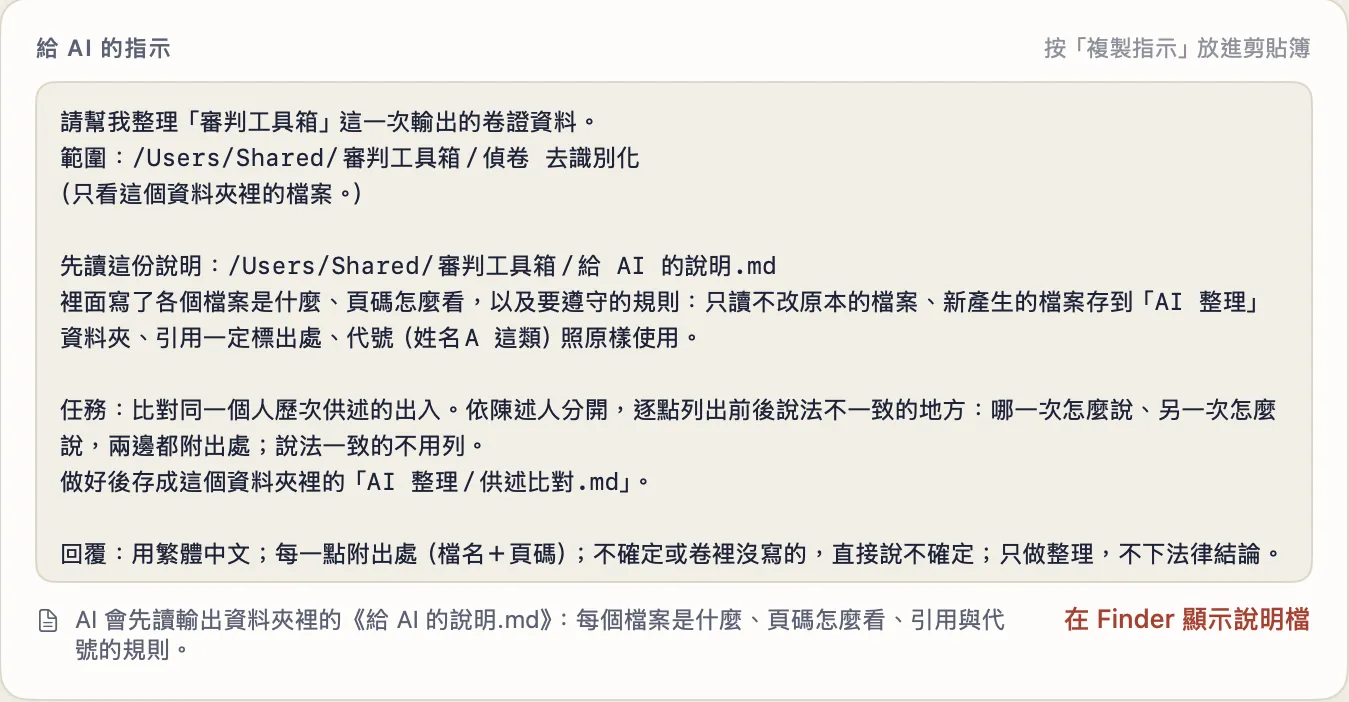 給 AI 的指示
按「複製指示」放進剪貼簿
請幫我整理「審判工具箱」這一次輸出的卷證資料。
範圍：/Users/Shared/審判工具箱/偵卷 去識別化
(只看這個資料夾裡的檔案。)
先讀這份說明：/Users/Shared/審判工具箱/給 AI 的說明.md
裡面寫了各個檔案是什麼、頁碼怎麼看，以及要遵守的規則：只讀不改原本的檔案、新產生的檔案存到「AI 整理」
資料夾、引用一定標出處、代號（姓名A 這類）照原樣使用。
任務：比對同一個人歷次供述的出入。依陳述人分開，逐點列出前後說法不一致的地方：哪一次怎麼說、另一次怎麼
說，兩邊都附出處；說法一致的不用列。
做好後存成這個資料夾裡的「AI 整理/供述比對.md」。
回覆：用繁體中文；每一點附出處（檔名＋頁碼）；不確定或卷裡沒寫的，直接說不確定；只做整理，不下法律結論。
AI 會先讀輸出資料夾裡的《給 AI 的說明.md》：每個檔案是什麼、頁碼怎麼看、引用與代
號的規則。
在 Finder 顯示說明檔